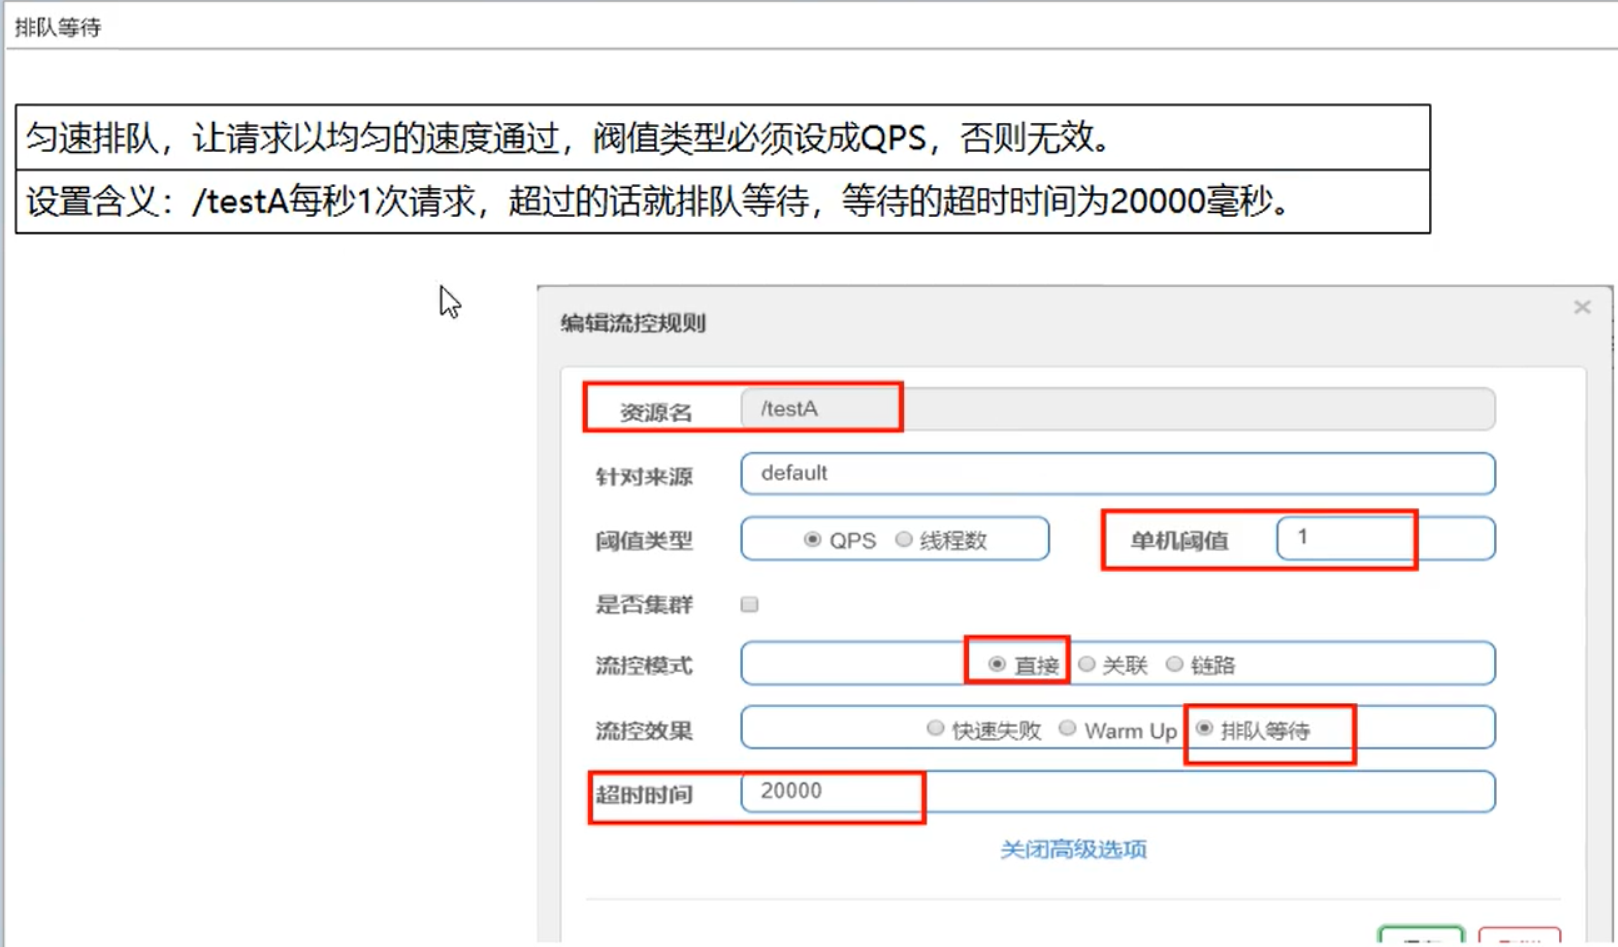 排队等待
匀速排队，让请求以均匀的速度通过，阀值类型必须设成QPS，否则无效。
设置含义：/testA每秒1次请求，超过的话就排队等待，等待的超时时间为20000毫秒。
编辑流控规则 ×
资源名 /testA
针对来源 default
阈值类型 QPS 线程数 单机阈值 1
是否集群
流控模式 直接 关联 链路
流控效果 快速失败 Warm Up 排队等待
超时时间 20000
关闭高级选项